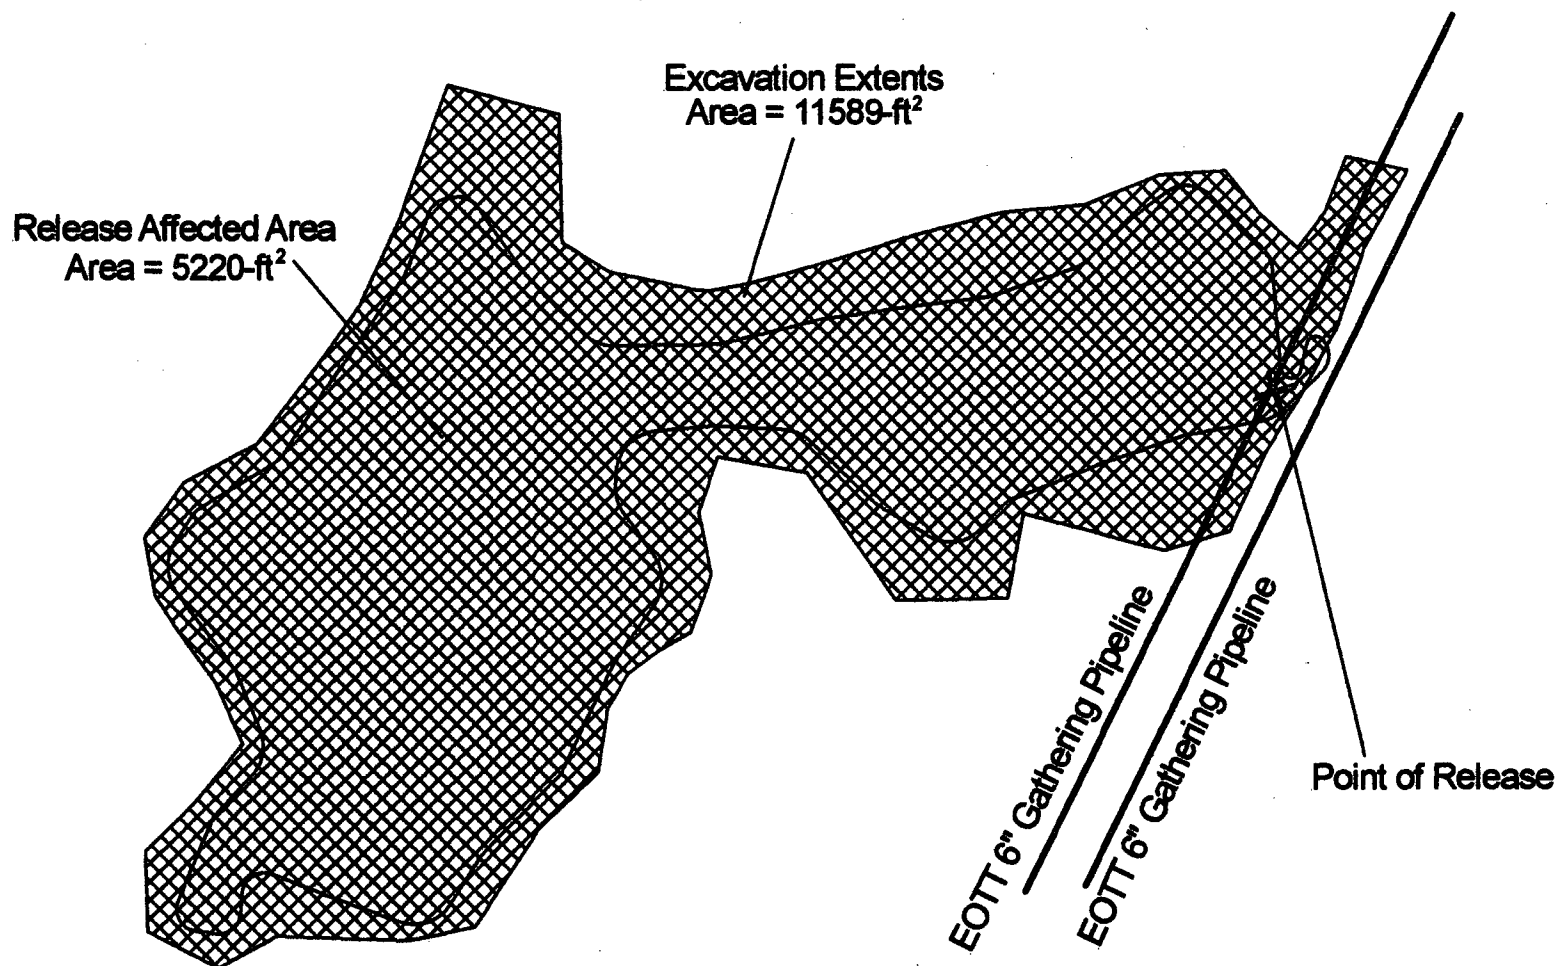 Excavation Extents
Area = 11589-ft²
Release Affected Area
Area = 5220-ft²
EOTT 6" Gathering Pipeline
EOTT 6" Gathering Pipeline
Point of Release